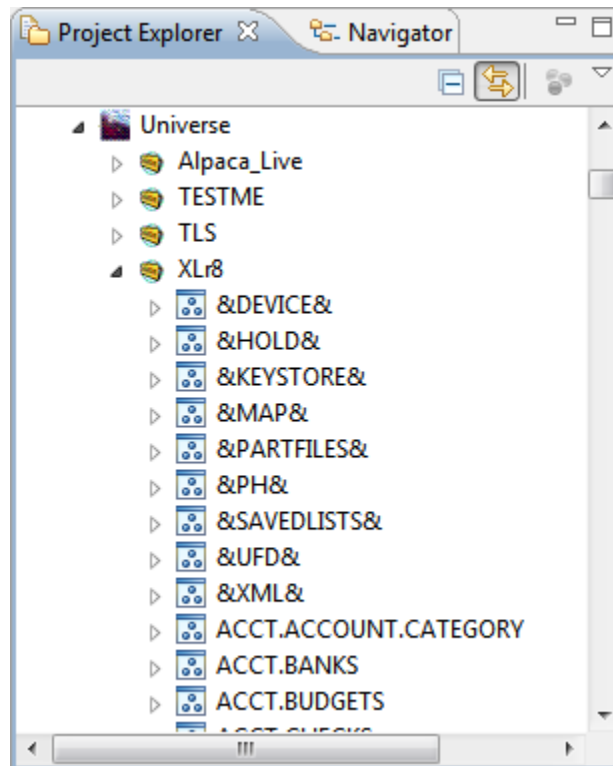 Project Explorer Navigator
Universe
Alpaca_Live
TESTME
TLS
XLr8
&DEVICE&
&HOLD&
&KEYSTORE&
&MAP&
&PARTFILES&
&PH&
&SAVEDLISTS&
&UFD&
&XML&
ACCT.ACCOUNT.CATEGORY
ACCT.BANKS
ACCT.BUDGETS